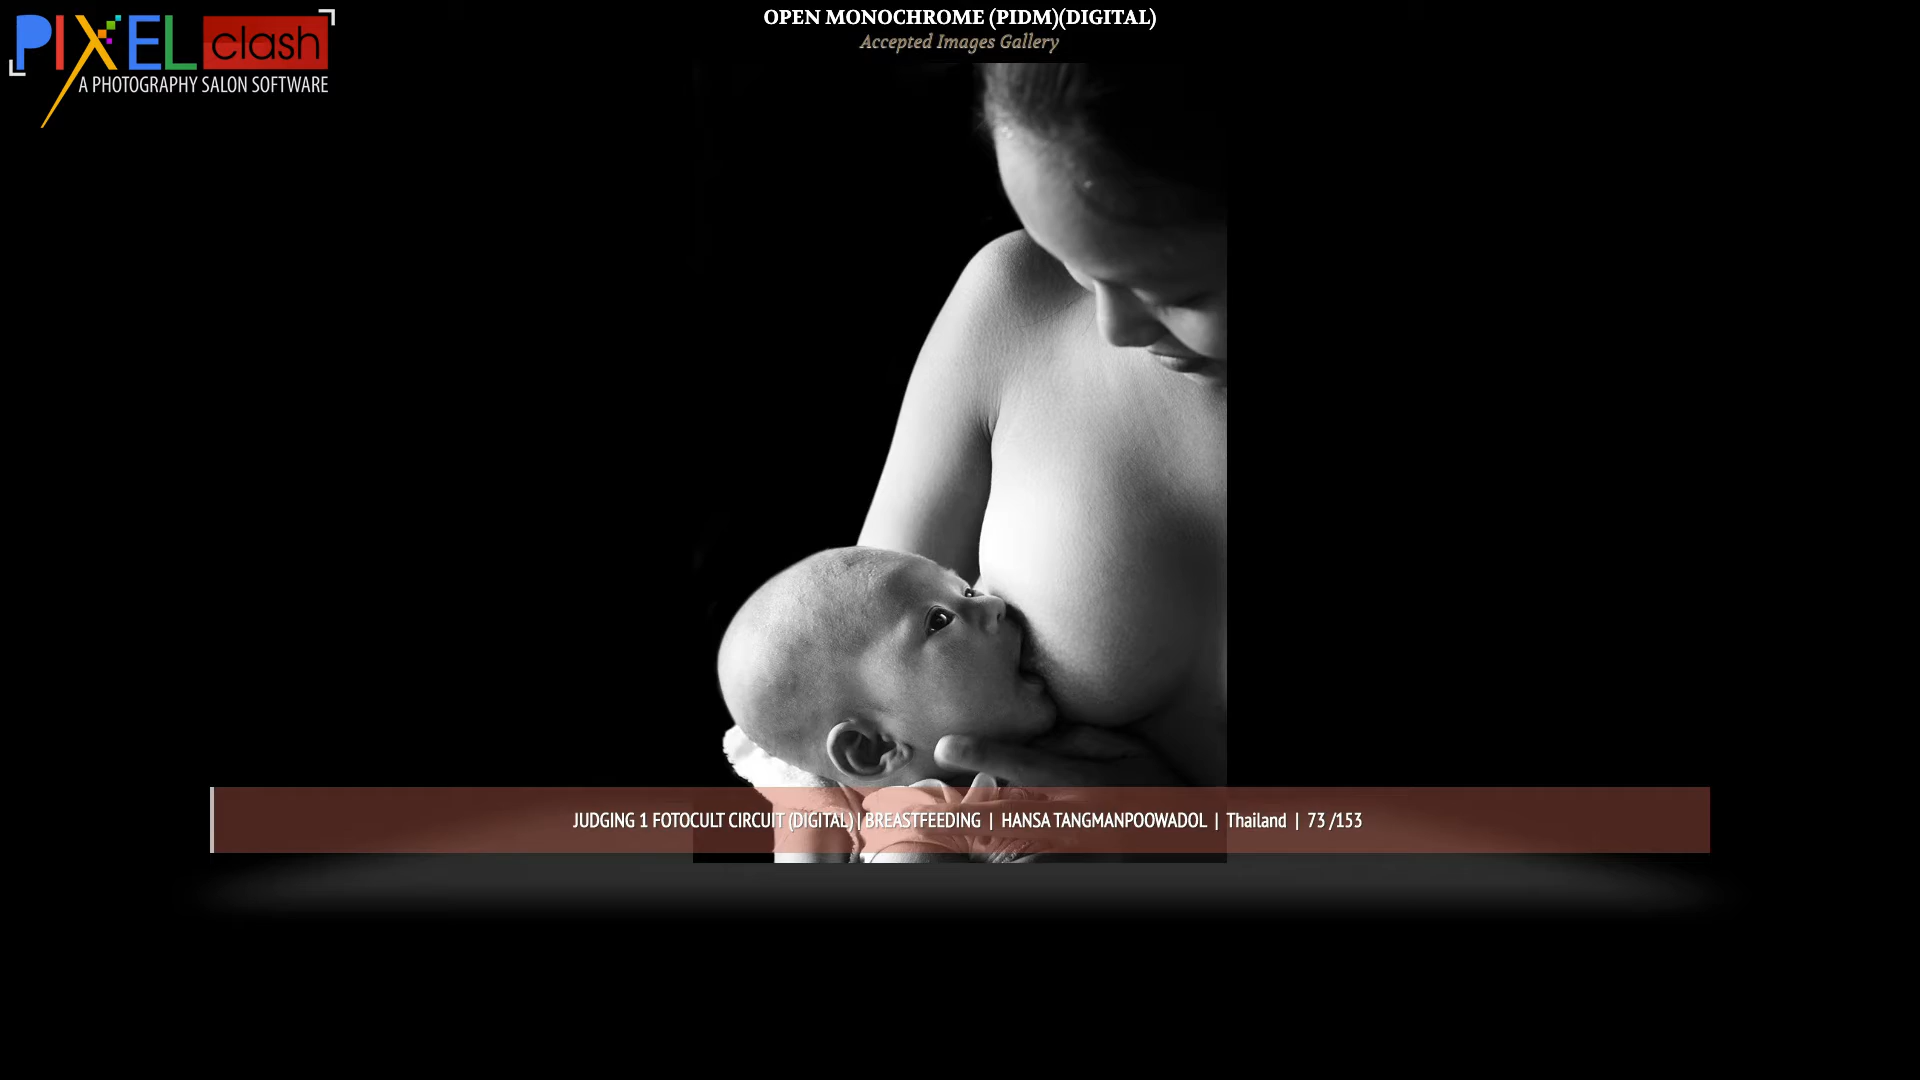 PIXEL clash
A PHOTOGRAPHY SALON SOFTWARE
OPEN MONOCHROME (PIDM)(DIGITAL)
Accepted Images Gallery
JUDGING 1 FOTOCULT CIRCUIT (DIGITAL) | BREASTFEEDING | HANSA TANGMANPOOWADOL | Thailand | 73 /153